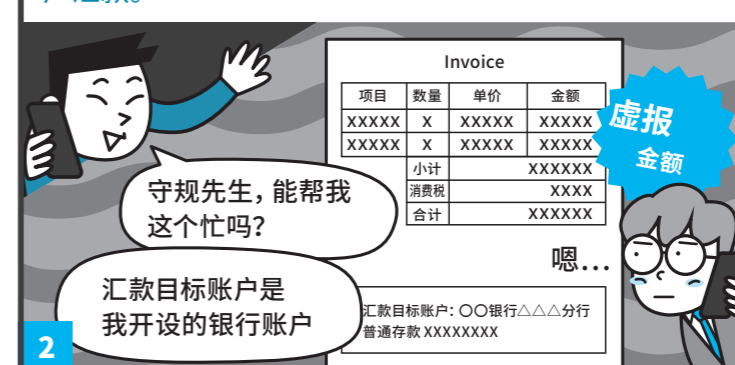 Invoice
项目 数量 单价 金额
XXXXX X XXXXX XXXXX
XXXXX X XXXXX XXXXX
小计 XXXXXX
消费税 XXXX
合计 XXXXXX
虚报
金额
守规先生，能帮我
这个忙吗？
嗯...
汇款目标账户是
我开设的银行账户
汇款目标账户：〇〇银行△△△分行
普通存款 XXXXXXXX
2